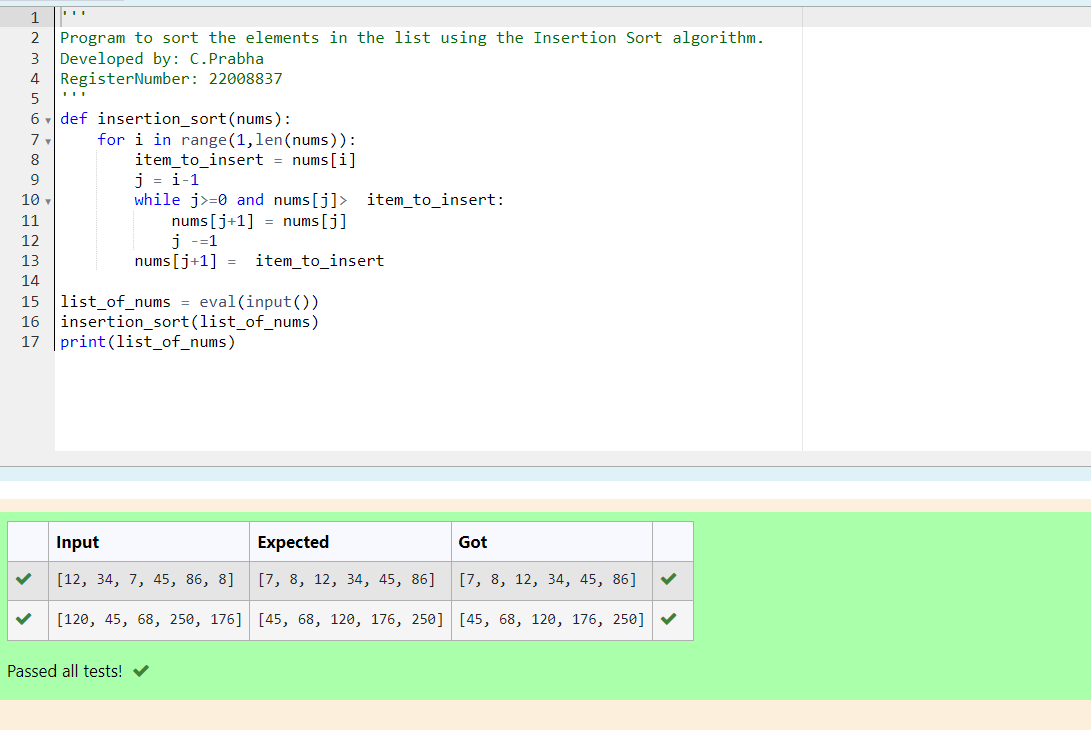 1 '''
2 Program to sort the elements in the list using the Insertion Sort algorithm.
3 Developed by: C.Prabha
4 RegisterNumber: 22008837
5 '''
6 def insertion_sort(nums):
7     for i in range(1,len(nums)):
8         item_to_insert = nums[i]
9         j = i-1
10         while j>=0 and nums[j]>  item_to_insert:
11             nums[j+1] = nums[j]
12             j -=1
13         nums[j+1] =  item_to_insert
14
15 list_of_nums = eval(input())
16 insertion_sort(list_of_nums)
17 print(list_of_nums)
Input Expected Got
[12, 34, 7, 45, 86, 8] [7, 8, 12, 34, 45, 86] [7, 8, 12, 34, 45, 86]
[120, 45, 68, 250, 176] [45, 68, 120, 176, 250] [45, 68, 120, 176, 250]
Passed all tests!